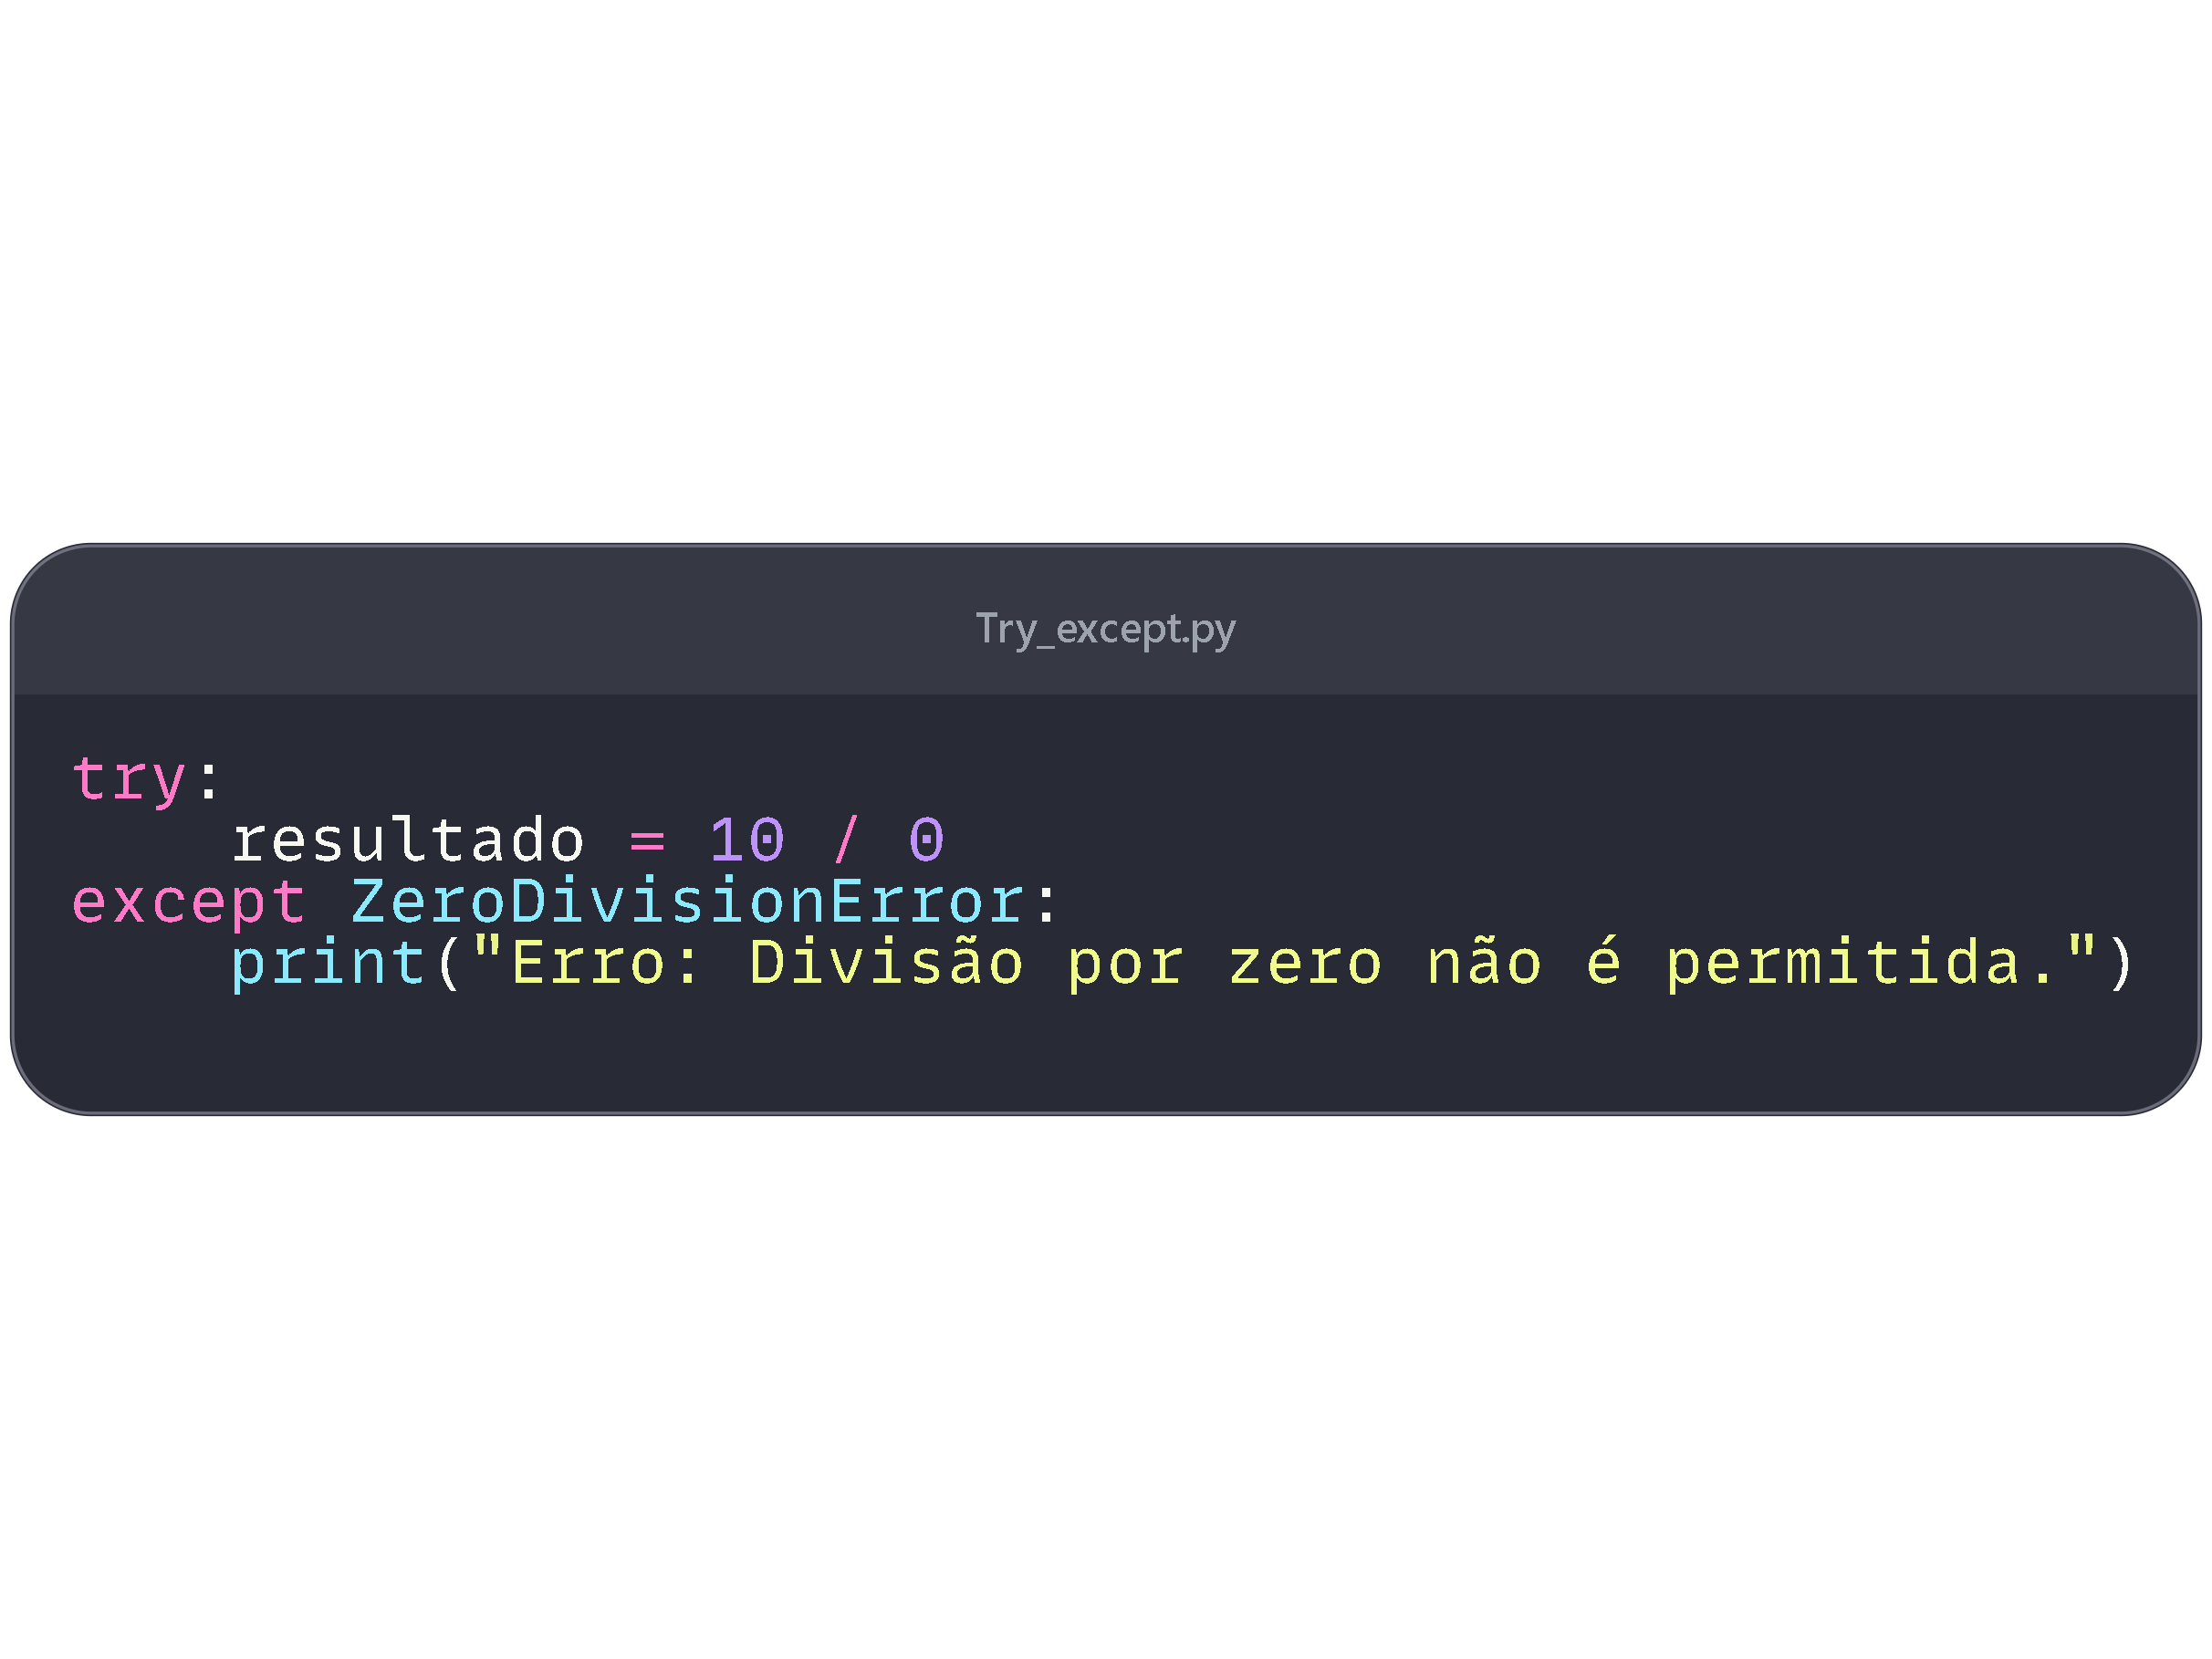 Try_except.py
try:
    resultado = 10 / 0
except ZeroDivisionError:
    print("Erro: Divisão por zero não é permitida.")